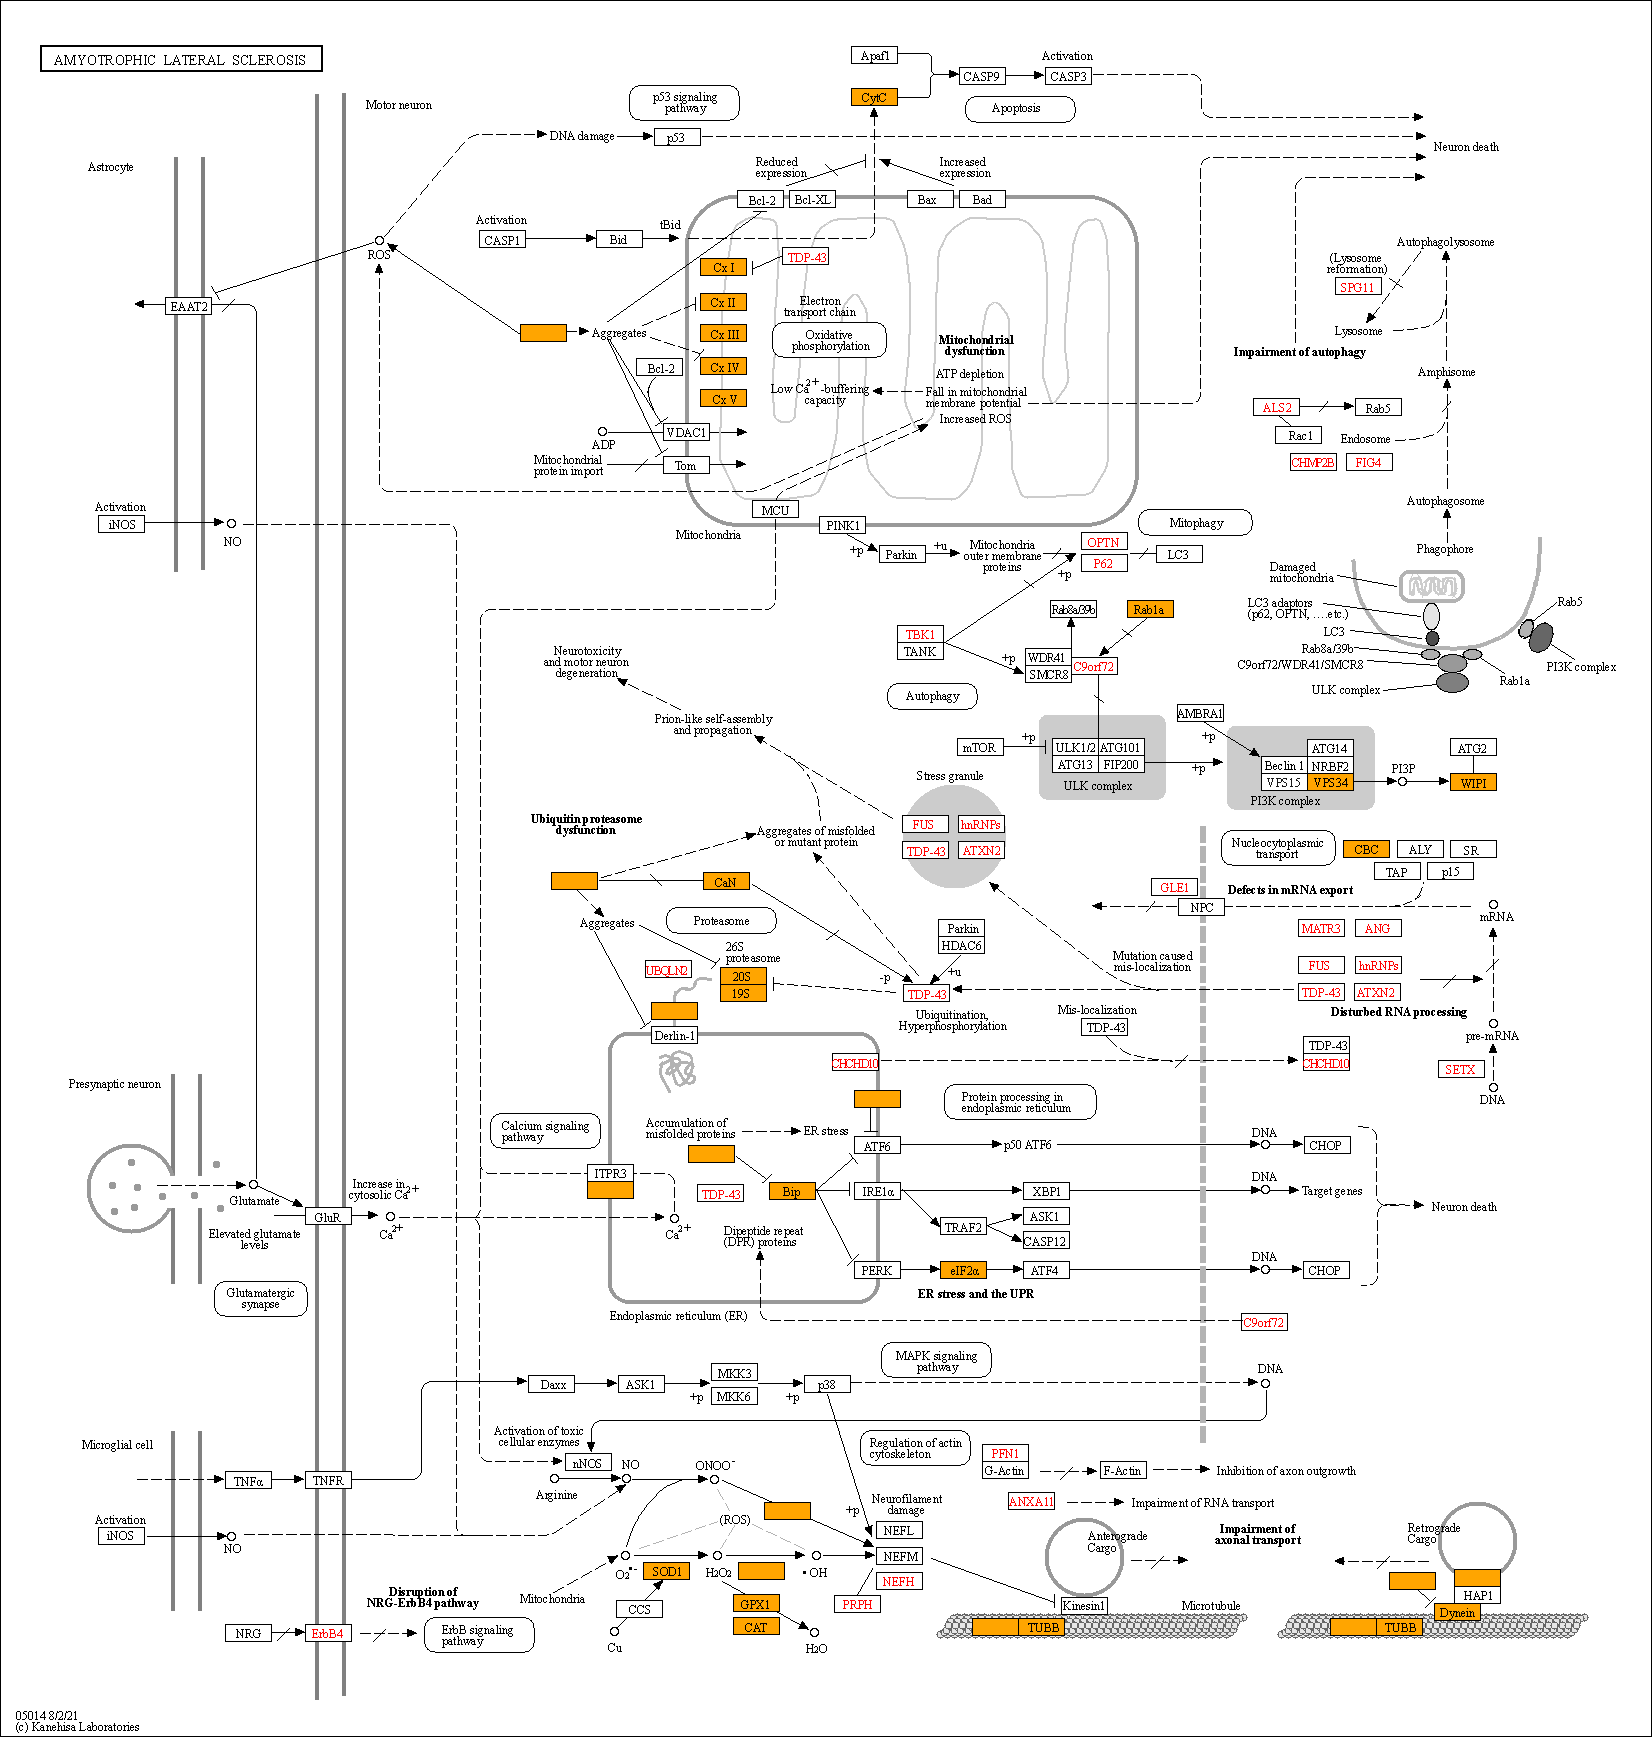 AMYOTROPHIC LATERAL SCLEROSIS
Motor neuron
Astrocyte
p53 signaling
pathway
Apaf1
CytC
CASP9
Activation
CASP3
Apoptosis
DNA damage
p53
Neuron death
Reduced
expression
Increased
expression
Bcl-2
Bcl-XL
Bax
Bad
Activation
CASP1
Bid
tBid
ROS
EAAT2
Cx I
TDP-43
Cx II
Cx III
Cx IV
Cx V
Electron
transport chain
Oxidative
phosphorylation
Mitochondrial
dysfunction
ATP depletion
Low Ca2+-buffering
capacity
Fall in mitochondrial
membrane potential
Increased ROS
Aggregates
Bcl-2
ADP
VDAC1
Mitochondrial
protein import
Tom
MCU
Mitochondria
PINK1
+p
Parkin
+u
Mitochondria
outer membrane
proteins
OPTN
P62
+p
LC3
Mitophagy
Autophagolysosome
(Lysosome
reformation)
SPG11
Lysosome
Impairment of autophagy
Amphisome
ALS2
Rab5
Rac1
Endosome
CHMP2B
FIG4
Autophagosome
Phagophore
Damaged
mitochondria
LC3 adaptors
(p62, OPTN, ....etc.)
LC3
Rab8a/39b
C9orf72/WDR41/SMCR8
ULK complex
Rab5
PI3K complex
Rab1a
Activation
iNOS
NO
TBK1
TANK
+p
Rab8a/39b
Rab1a
WDR41
SMCR8
C9orf72
Autophagy
mTOR
+p
ULK1/2
ATG101
ATG13
FIP200
ULK complex
+p
AMBRA1
+p
ATG14
Beclin 1
NRBF2
VPS15
VPS34
PI3K complex
PI3P
ATG2
WIPI
Neurotoxicity
and motor neuron
degeneration
Prion-like self-assembly
and propagation
Stress granule
FUS
hnRNPs
TDP-43
ATXN2
Ubiquitin proteasome
dysfunction
Aggregates of misfolded
or mutant protein
CaN
Aggregates
Proteasome
26S
proteasome
UBQLN2
20S
19S
Derlin-1
Parkin
HDAC6
-p
+u
TDP-43
Ubiquitination,
Hyperphosphorylation
Nucleocytoplasmic
transport
CBC
ALY
SR
TAP
p15
GLE1
Defects in mRNA export
NPC
mRNA
MATR3
ANG
FUS
hnRNPs
TDP-43
ATXN2
Mutation caused
mis-localization
Disturbed RNA processing
Mis-localization
TDP-43
pre-mRNA
TDP-43
CHCHD10
CHCHD10
SETX
DNA
Presynaptic neuron
Calcium signaling
pathway
Accumulation of
misfolded proteins
ER stress
Protein processing in
endoplasmic reticulum
ATF6
p50 ATF6
DNA
CHOP
ITPR3
TDP-43
Bip
IRE1α
XBP1
DNA
Target genes
Neuron death
TRAF2
ASK1
CASP12
Glutamate
Increase in
cytosolic Ca2+
GluR
Ca2+
Ca2+
Elevated glutamate
levels
Dipeptide repeat
(DPR) proteins
PERK
eIF2α
ATF4
DNA
CHOP
ER stress and the UPR
Glutamatergic
synapse
Endoplasmic reticulum (ER)
C9orf72
MAPK signaling
pathway
Daxx
ASK1
+p
MKK3
MKK6
+p
p38
DNA
Microglial cell
TNFα
TNFR
Activation of toxic
cellular enzymes
nNOS
Arginine
NO
ONOO-
Regulation of actin
cytoskeleton
PFN1
G-Actin
F-Actin
Inhibition of axon outgrowth
ANXA11
Impairment of RNA transport
Activation
iNOS
NO
(ROS)
+p
Neurofilament
damage
NEFL
NEFM
NEFH
PRPH
O2•-
SOD1
H2O2
•OH
CCS
Cu
GPX1
CAT
H2O
Mitochondria
Disruption of
NRG-ErbB4 pathway
NRG
ErbB4
ErbB signaling
pathway
Anterograde
Cargo
Impairment of
axonal transport
Retrograde
Cargo
HAP1
Kinesin1
Microtubule
Dynein
TUBB
TUBB
05014 8/2/21
(c) Kanehisa Laboratories